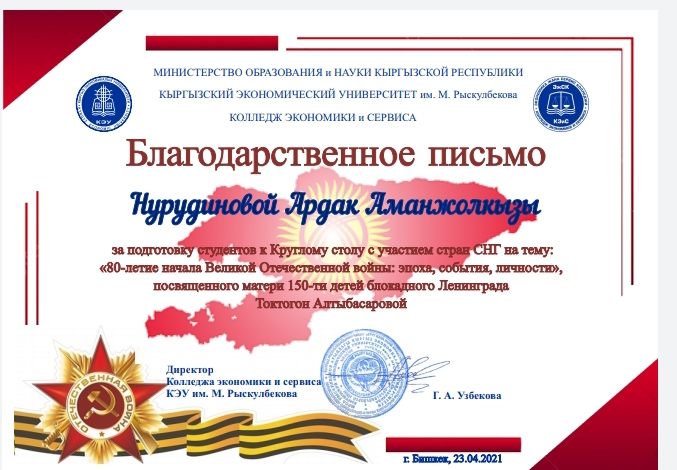 МИНИСТЕРСТВО ОБРАЗОВАНИЯ и НАУКИ КЫРГЫЗСКОЙ РЕСПУБЛИКИ
КЫРГЫЗСКИЙ ЭКОНОМИЧЕСКИЙ УНИВЕРСИТЕТ им. М. Рыскулбекова
КОЛЛЕДЖ ЭКОНОМИКИ и СЕРВИСА
КЭУ
ЭжСК
КЭиС
Благодарственное письмо
Нурудиновой Ардак Аманжолкызы
за подготовку студентов к Круглому столу с участием стран СНГ на тему:
«80-летие начала Великой Отечественной войны: эпоха, события, личности»,
посвященного матери 150-ти детей блокадного Ленинграда
Токтогон Алтыбасаровой
ОТЕЧЕСТВЕННАЯ ВОЙНА
Директор
Колледжа экономики и сервиса
КЭУ им. М. Рыскулбекова
Г. А. Узбекова
г. Бишкек, 23.04.2021